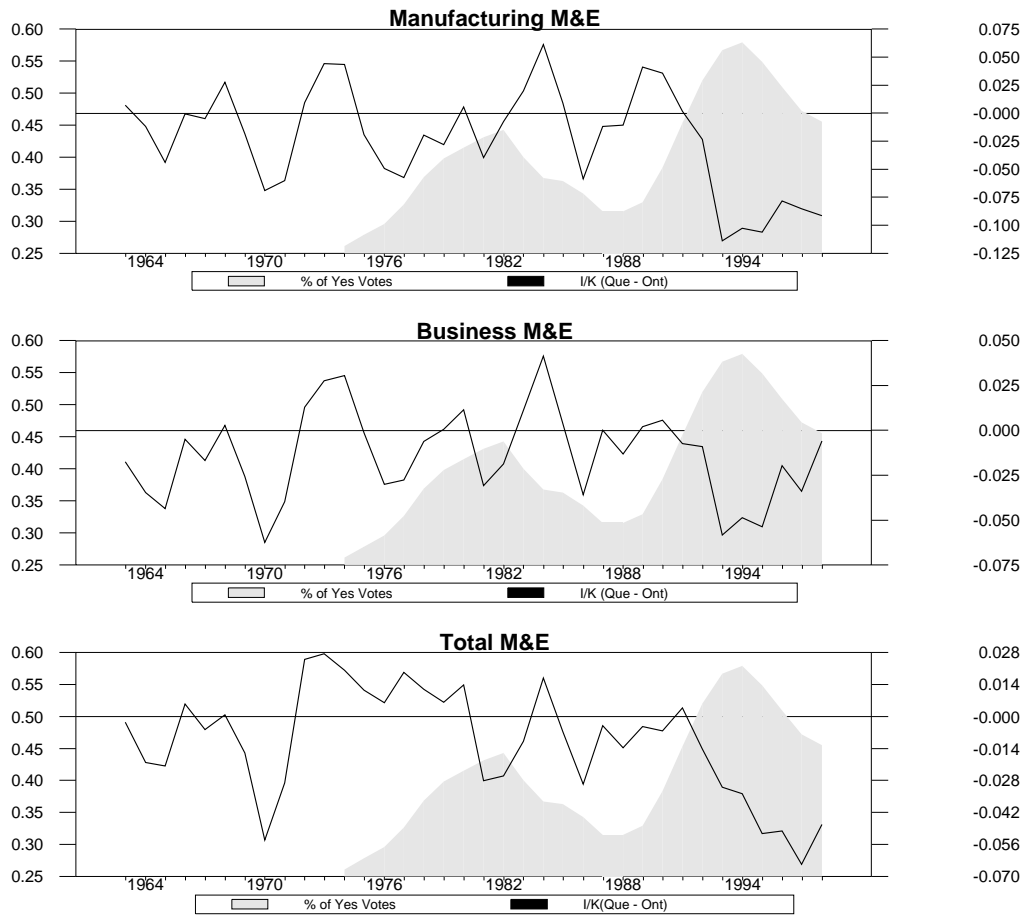 Manufacturing M&E
0.60 0.075
0.55 0.050
0.50 0.025
0.45 -0.000
0.40 -0.025
0.35 -0.050
0.30 -0.075
0.25 -0.100
-0.125
1964 1970 1976 1982 1988 1994
% of Yes Votes I/K (Que - Ont)
Business M&E
0.60 0.050
0.55 0.025
0.50 0.000
0.45 -0.025
0.40 -0.050
0.35 -0.075
0.30
0.25
1964 1970 1976 1982 1988 1994
% of Yes Votes I/K (Que - Ont)
Total M&E
0.60 0.028
0.55 0.014
0.50 -0.000
0.45 -0.014
0.40 -0.028
0.35 -0.042
0.30 -0.056
0.25 -0.070
1964 1970 1976 1982 1988 1994
% of Yes Votes I/K(Que - Ont)